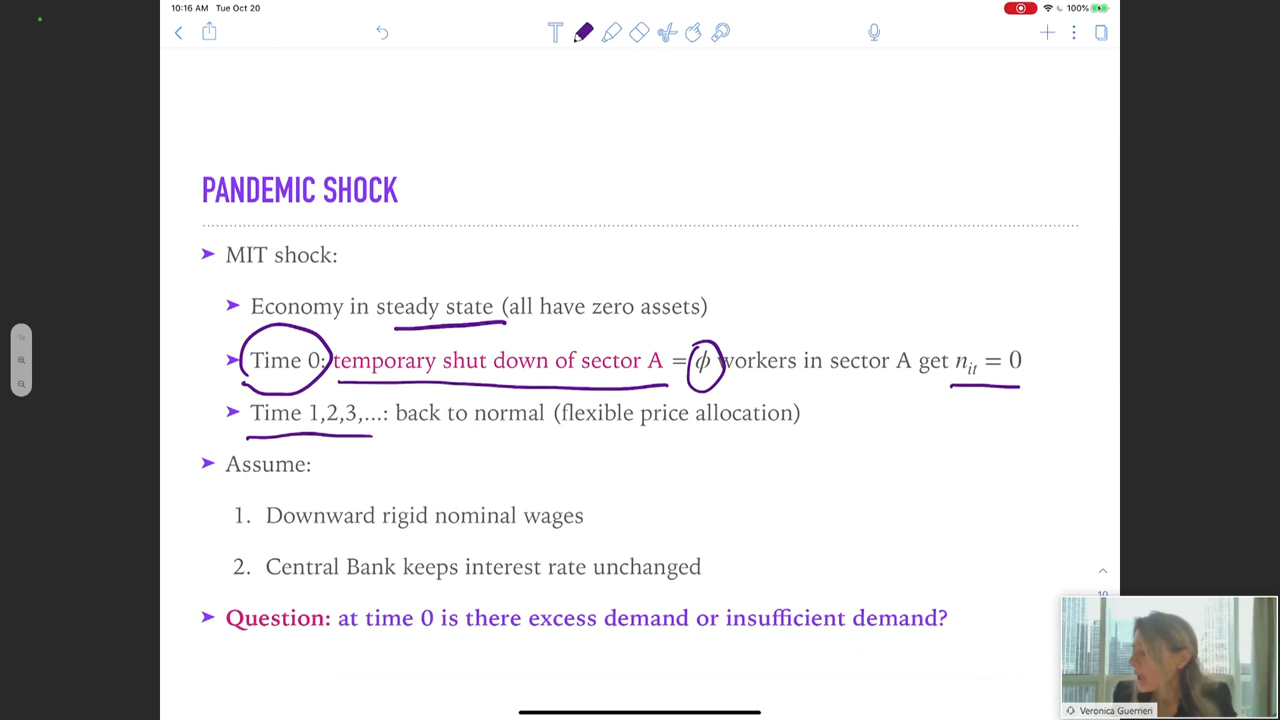 10:16 AM Tue Oct 20
100%
T
PANDEMIC SHOCK
➤ MIT shock:
➤ Economy in steady state (all have zero assets)
➤ Time 0: temporary shut down of sector A = ϕ workers in sector A get n_{it} = 0
➤ Time 1,2,3,...: back to normal (flexible price allocation)
➤ Assume:
1. Downward rigid nominal wages
2. Central Bank keeps interest rate unchanged
➤ Question: at time 0 is there excess demand or insufficient demand?
Veronica Guerrieri